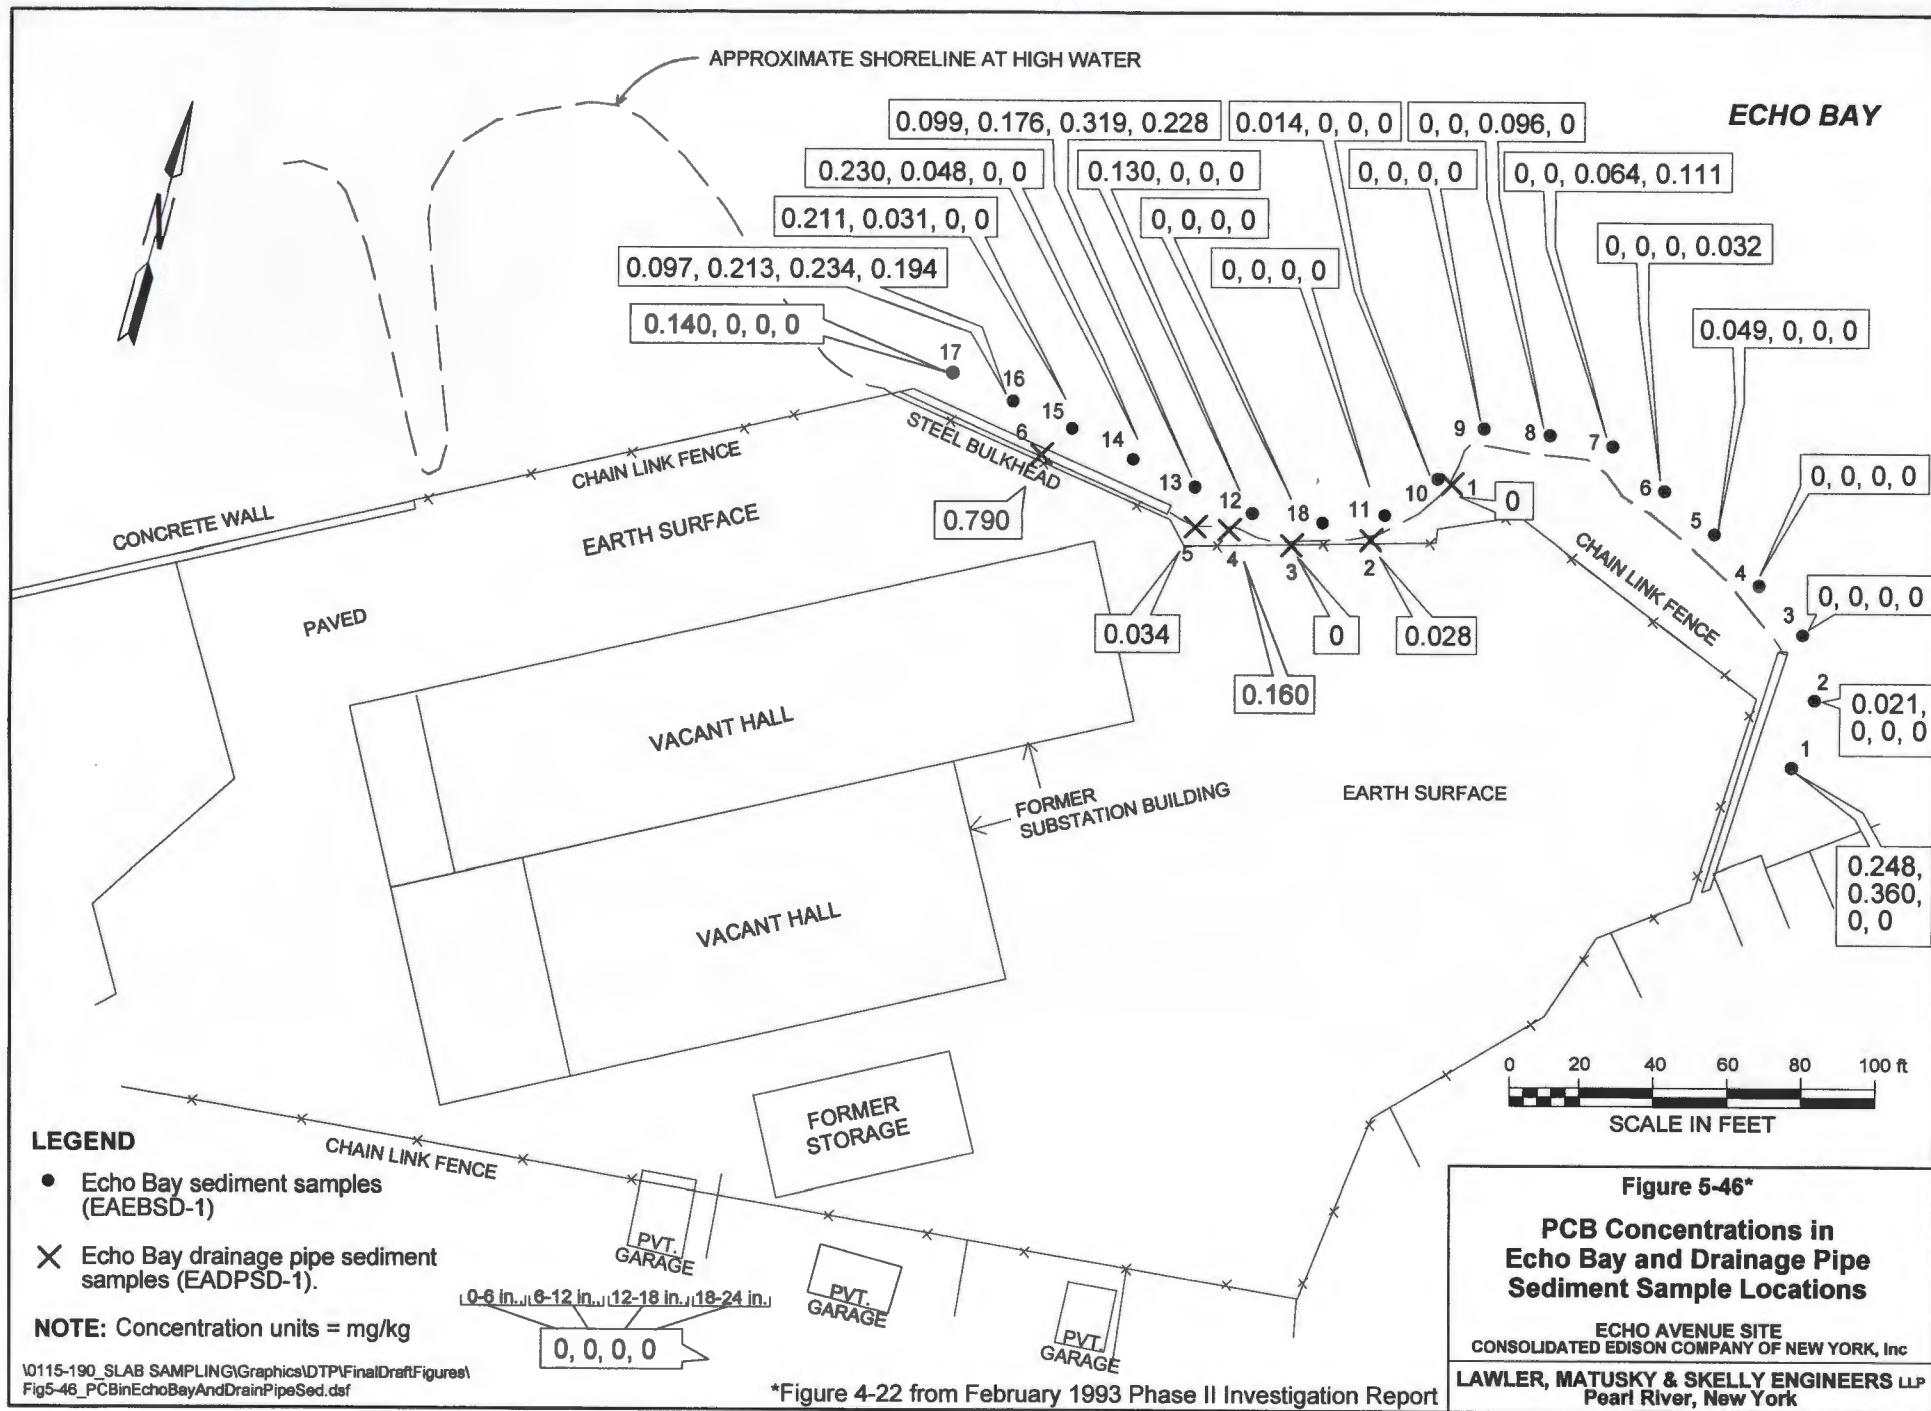 APPROXIMATE SHORELINE AT HIGH WATER
ECHO BAY
N
0.099, 0.176, 0.319, 0.228
0.014, 0, 0, 0
0, 0, 0.096, 0
0.230, 0.048, 0, 0
0.130, 0, 0, 0
0, 0, 0, 0
0, 0, 0.064, 0.111
0.211, 0.031, 0, 0
0, 0, 0, 0
0, 0, 0, 0.032
0.097, 0.213, 0.234, 0.194
0, 0, 0, 0
0.140, 0, 0, 0
0.049, 0, 0, 0
17
16
15
6
14
13
12
18
11
10
9
8
7
6
5
4
3
2
1
0, 0, 0, 0
0, 0, 0, 0
0.021,
0, 0, 0
0.248,
0.360,
0, 0
STEEL BULKHEAD
CHAIN LINK FENCE
CONCRETE WALL
EARTH SURFACE
0.790
5
4
3
2
1
0
0.034
0.160
0
0.028
CHAIN LINK FENCE
PAVED
VACANT HALL
FORMER
SUBSTATION BUILDING
EARTH SURFACE
VACANT HALL
FORMER
STORAGE
CHAIN LINK FENCE
PVT.
GARAGE
PVT.
GARAGE
PVT.
GARAGE
0 20 40 60 80 100 ft
SCALE IN FEET
LEGEND
Echo Bay sediment samples
(EAEBSD-1)
Echo Bay drainage pipe sediment
samples (EADPSD-1).
NOTE: Concentration units = mg/kg
0-6 in. 6-12 in. 12-18 in. 18-24 in.
0, 0, 0, 0
\0115-190_SLAB SAMPLING\Graphics\DTP\FinalDraftFigures\
Fig5-46_PCBinEchoBayAndDrainPipeSed.dsf
*Figure 4-22 from February 1993 Phase II Investigation Report
Figure 5-46*
PCB Concentrations in
Echo Bay and Drainage Pipe
Sediment Sample Locations
ECHO AVENUE SITE
CONSOLIDATED EDISON COMPANY OF NEW YORK, Inc
LAWLER, MATUSKY & SKELLY ENGINEERS LLP
Pearl River, New York